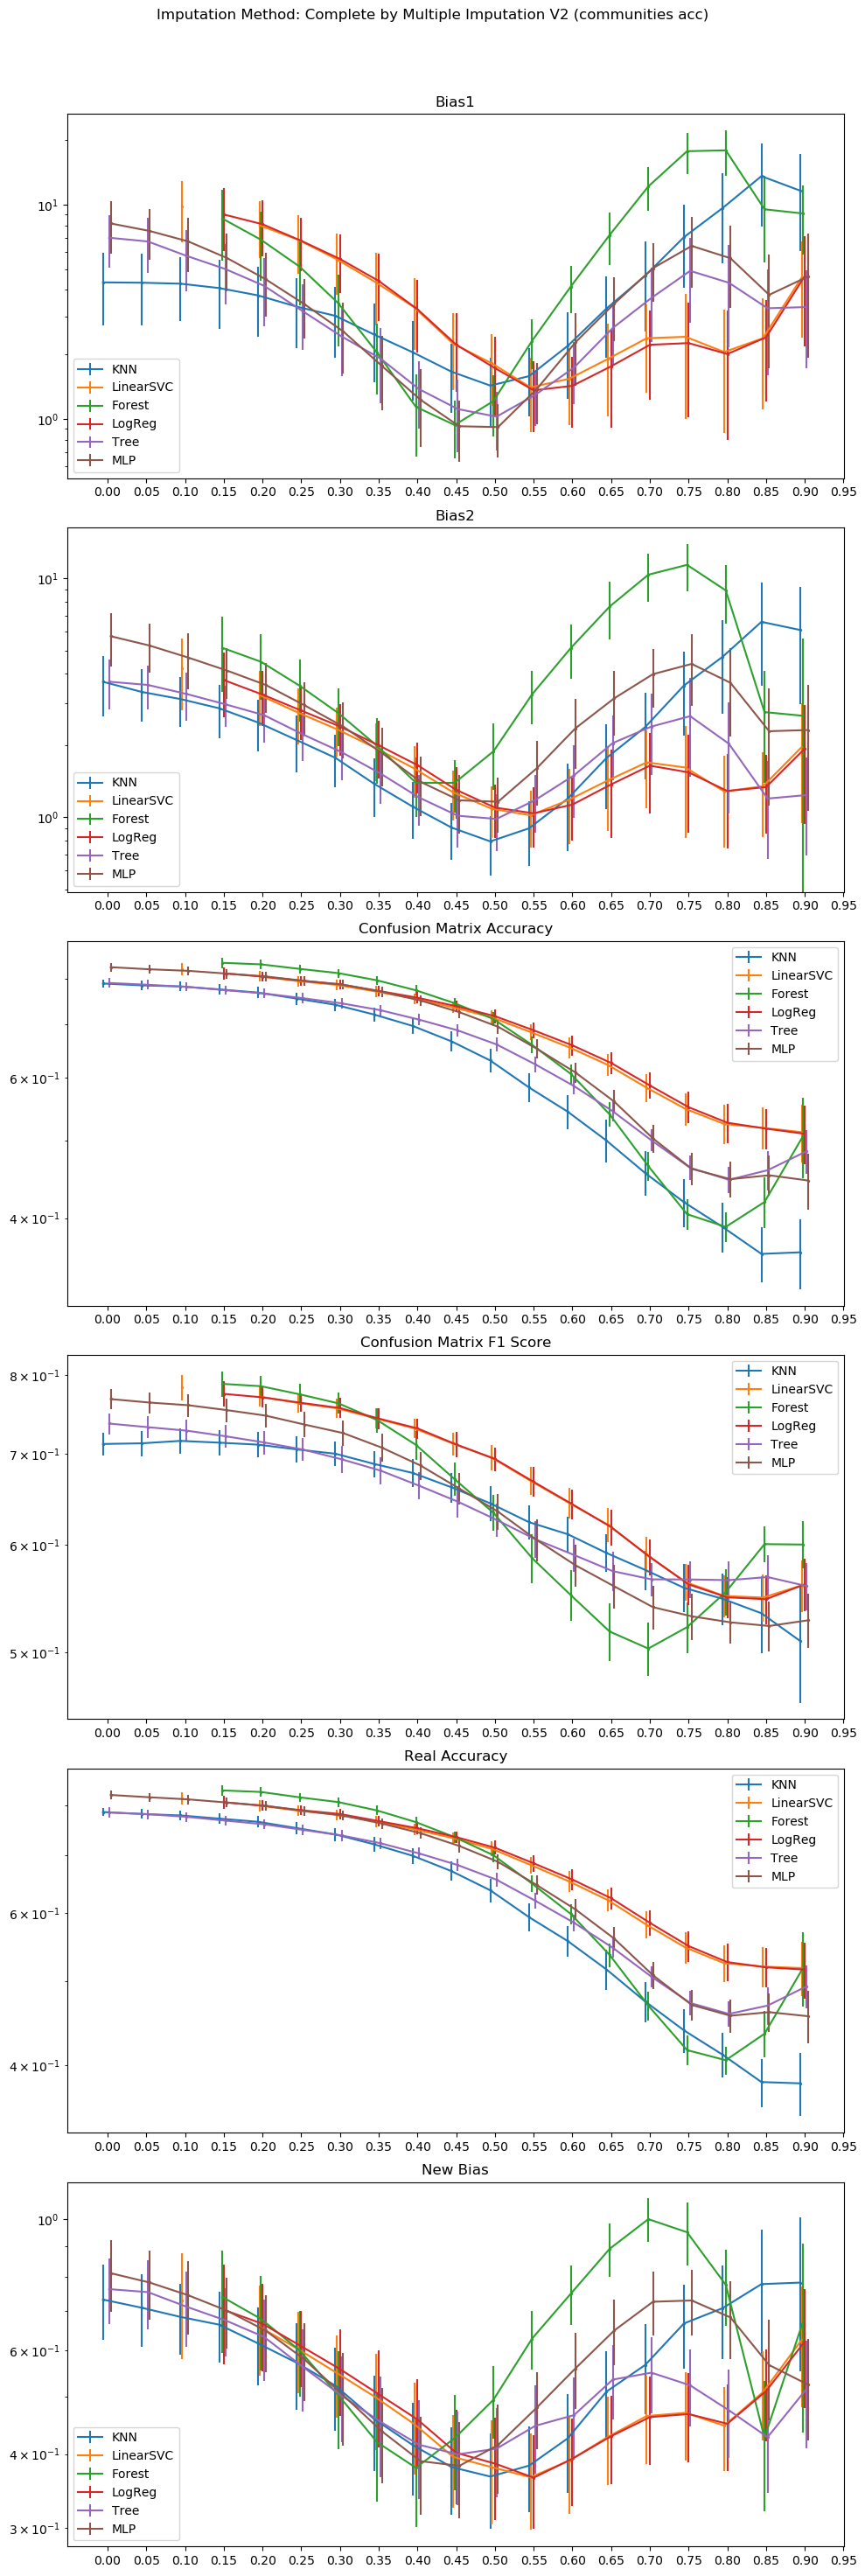 Imputation Method: Complete by Multiple Imputation V2 (communities acc)
Bias1
10¹
10⁰
KNN
LinearSVC
Forest
LogReg
Tree
MLP
0.00 0.05 0.10 0.15 0.20 0.25 0.30 0.35 0.40 0.45 0.50 0.55 0.60 0.65 0.70 0.75 0.80 0.85 0.90 0.95
Bias2
10¹
10⁰
KNN
LinearSVC
Forest
LogReg
Tree
MLP
0.00 0.05 0.10 0.15 0.20 0.25 0.30 0.35 0.40 0.45 0.50 0.55 0.60 0.65 0.70 0.75 0.80 0.85 0.90 0.95
Confusion Matrix Accuracy
KNN
LinearSVC
Forest
LogReg
Tree
MLP
6 × 10⁻¹
4 × 10⁻¹
0.00 0.05 0.10 0.15 0.20 0.25 0.30 0.35 0.40 0.45 0.50 0.55 0.60 0.65 0.70 0.75 0.80 0.85 0.90 0.95
Confusion Matrix F1 Score
8 × 10⁻¹
7 × 10⁻¹
6 × 10⁻¹
5 × 10⁻¹
KNN
LinearSVC
Forest
LogReg
Tree
MLP
0.00 0.05 0.10 0.15 0.20 0.25 0.30 0.35 0.40 0.45 0.50 0.55 0.60 0.65 0.70 0.75 0.80 0.85 0.90 0.95
Real Accuracy
KNN
LinearSVC
Forest
LogReg
Tree
MLP
6 × 10⁻¹
4 × 10⁻¹
0.00 0.05 0.10 0.15 0.20 0.25 0.30 0.35 0.40 0.45 0.50 0.55 0.60 0.65 0.70 0.75 0.80 0.85 0.90 0.95
New Bias
10⁰
6 × 10⁻¹
4 × 10⁻¹
3 × 10⁻¹
KNN
LinearSVC
Forest
LogReg
Tree
MLP
0.00 0.05 0.10 0.15 0.20 0.25 0.30 0.35 0.40 0.45 0.50 0.55 0.60 0.65 0.70 0.75 0.80 0.85 0.90 0.95